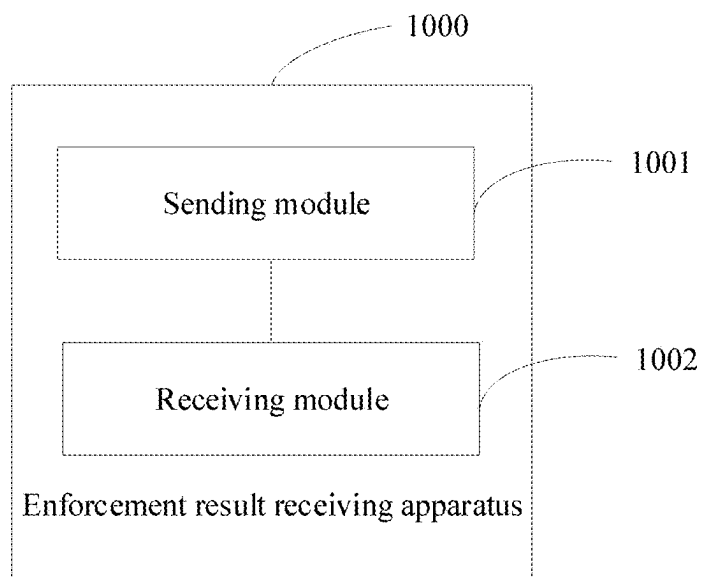 1000
Sending module
1001
Receiving module
1002
Enforcement result receiving apparatus